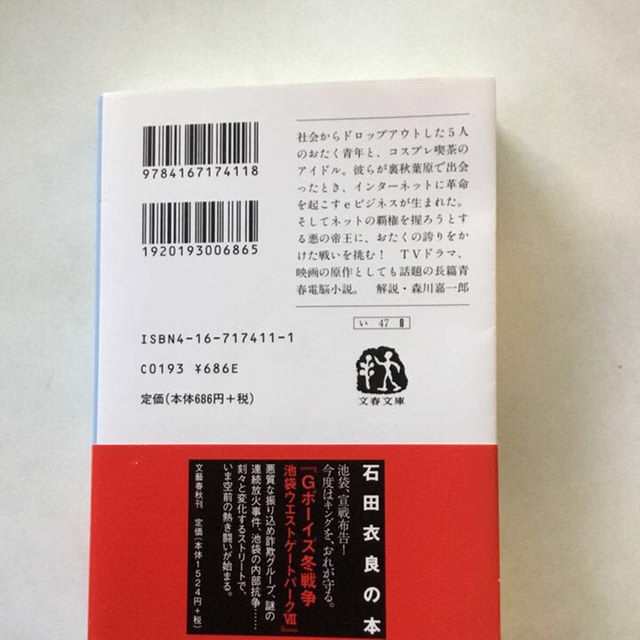 9784167174118
1920193006865
ISBN4-16-717411-1
C0193 ¥686E
定価(本体686円+税)
社会からドロップアウトした5人
のおたく青年と、コスプレ喫茶の
アイドル。彼らが裏秋葉原で出会
ったとき、インターネットに革命
を起こすeビジネスが生まれた。
そしてネットの覇権を握ろうとす
る悪の帝王に、おたくの誇りをか
けた戦いを挑む! TVドラマ、
映画の原作としても話題の長篇青
春電脳小説。 解説・森川嘉一郎
い 47 8
文春文庫
石田衣良の本
池袋、宣戦布告!
今度はキングを、おれが守る。
『Gボーイズ冬戦争
池袋ウエストゲートパークⅦ』
悪質な振り込め詐欺グループ、謎の
連続放火事件、池袋の内部抗争……
刻々と変化するストリートで、
いま空前の熱き闘いが始まる。
文藝春秋刊 定価(本体1524円+税)